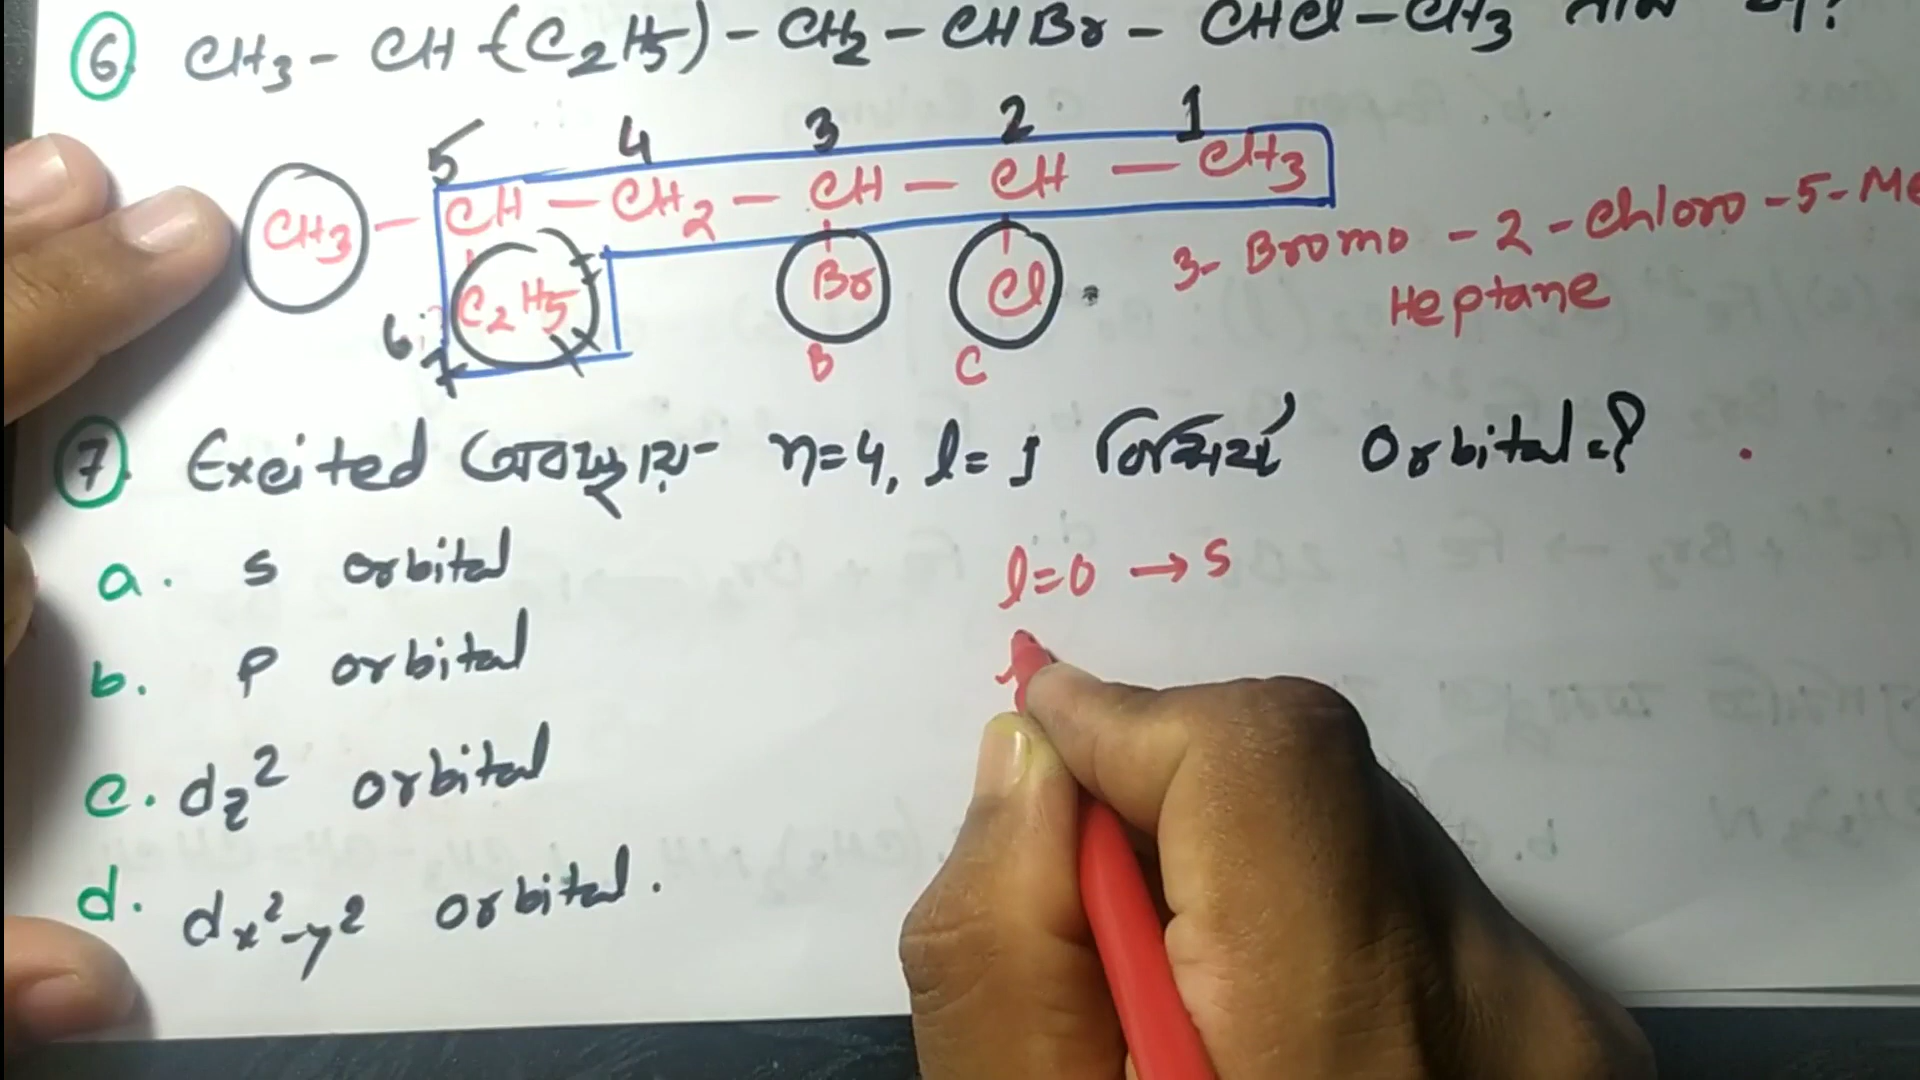 6 CH3 - CH (C2H5) - CH2 - CHBr - CHCl - CH3 নাম কী?
5 4 3 2 1
CH3 - CH - CH2 - CH - CH - CH3
C2H5 Br Cl
6 7 B C
3- Bromo - 2 - Chloro - 5 - Me
Heptane
7 Excited অবস্থায় n=4, l= 1 Orbital = ?
a. s orbital
l=0 → s
b. P orbital
c. dz2 orbital
d. dx2-y2 orbital.